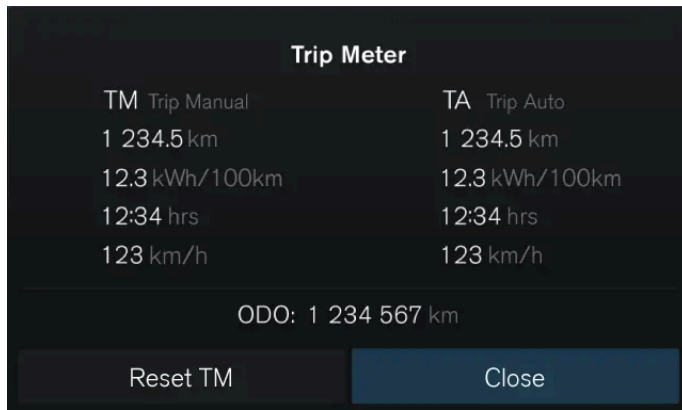 Trip Meter
TM Trip Manual
1 234.5 km
12.3 kWh/100km
12:34 hrs
123 km/h
TA Trip Auto
1 234.5 km
12.3 kWh/100km
12:34 hrs
123 km/h
ODO: 1 234 567 km
Reset TM
Close